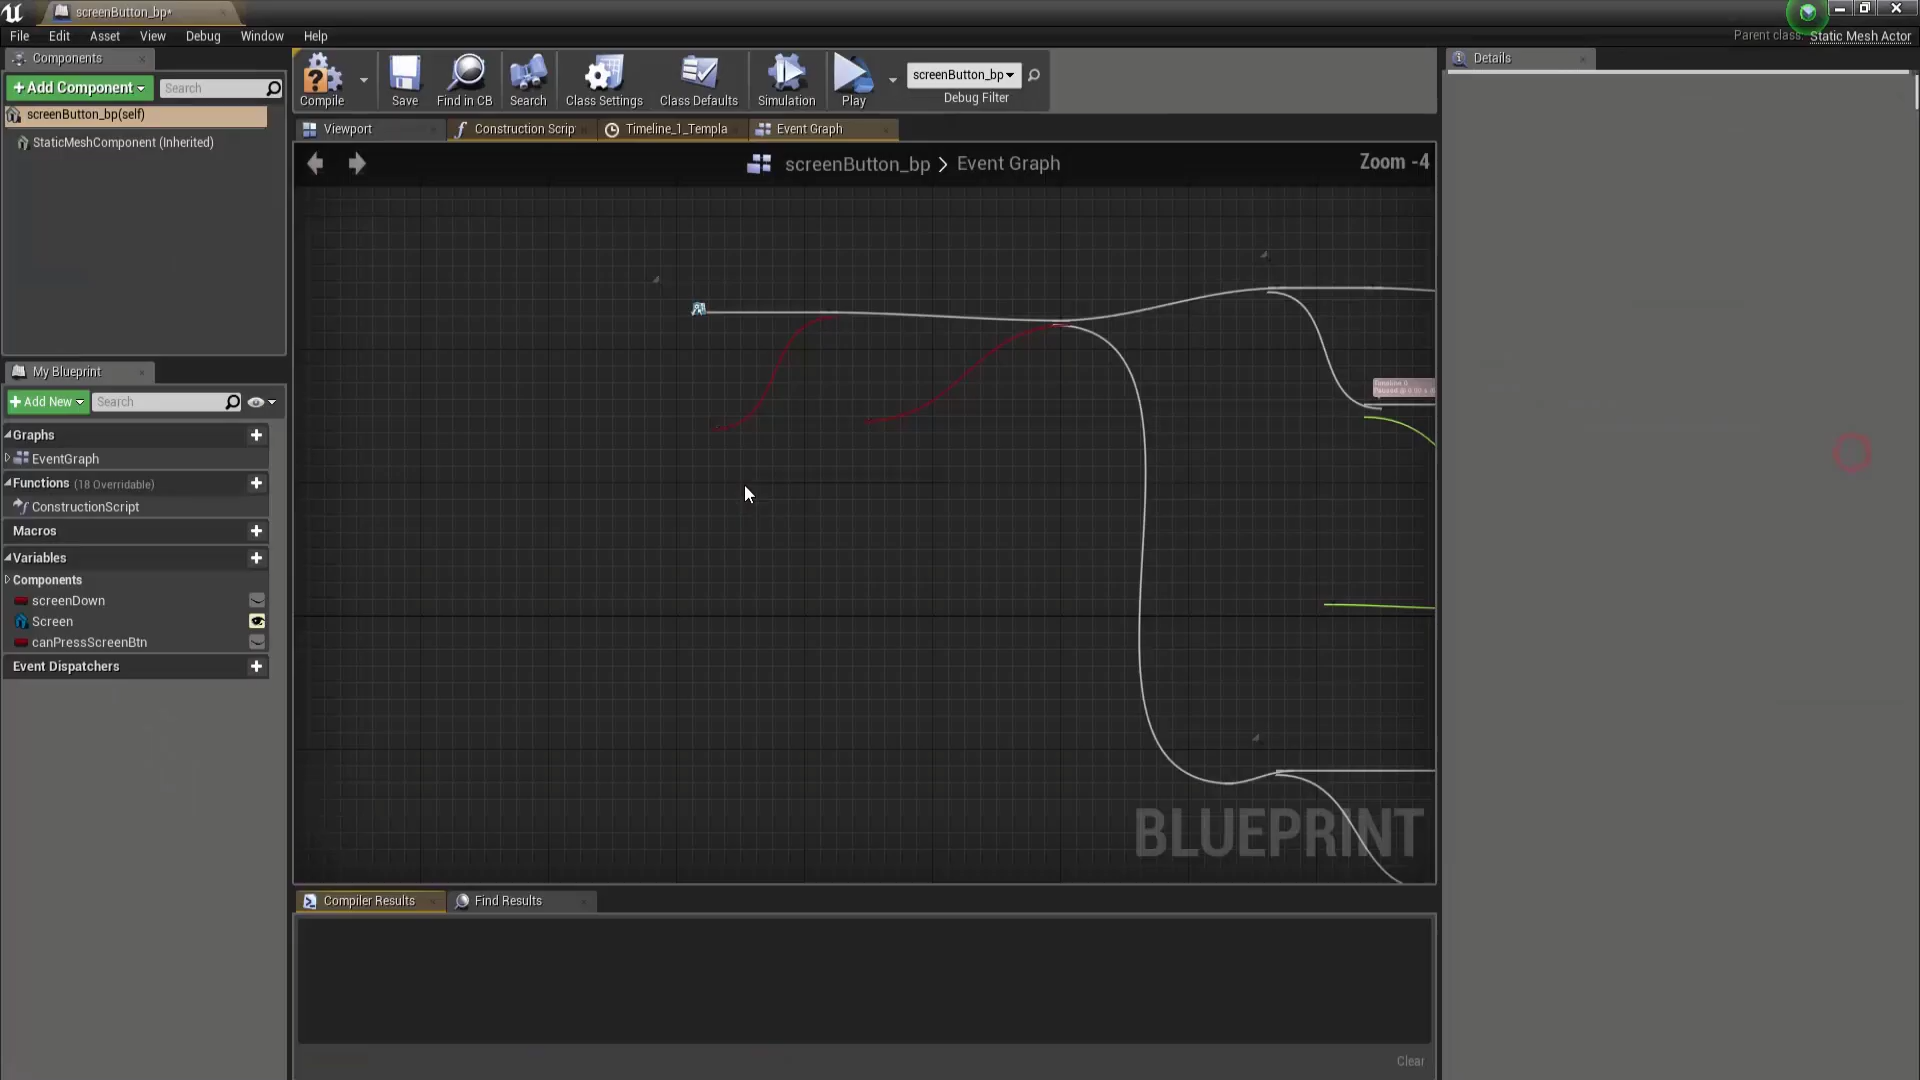 screenButton_bp*
File Edit Asset View Debug Window Help
Parent class: Static Mesh Actor
Components
+Add Component
Search
screenButton_bp(self)
StaticMeshComponent (Inherited)
Compile Save Find in CB Search Class Settings Class Defaults Simulation Play
screenButton_bp
Debug Filter
Details
Viewport Construction Scrip Timeline_1_Templa Event Graph
screenButton_bp > Event Graph
Zoom -4
My Blueprint
+Add New
Search
Graphs
EventGraph
Functions (18 Overridable)
ConstructionScript
Macros
Variables
Components
screenDown
Screen
canPressScreenBtn
Event Dispatchers
BLUEPRINT
Compiler Results Find Results
Clear